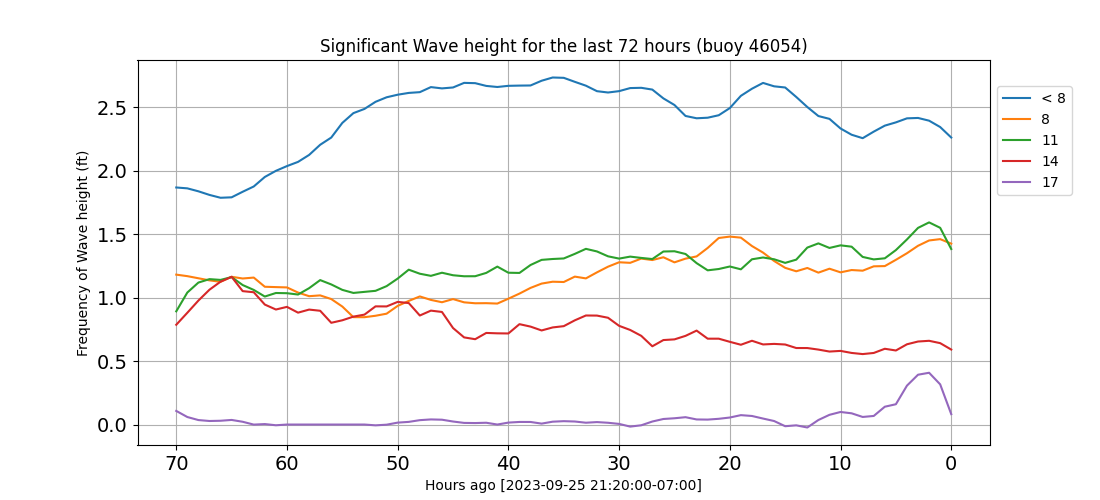 Significant Wave height for the last 72 hours (buoy 46054)
Frequency of Wave height (ft)
2.5
2.0
1.5
1.0
0.5
0.0
70 60 50 40 30 20 10 0
Hours ago [2023-09-25 21:20:00-07:00]
< 8
8
11
14
17